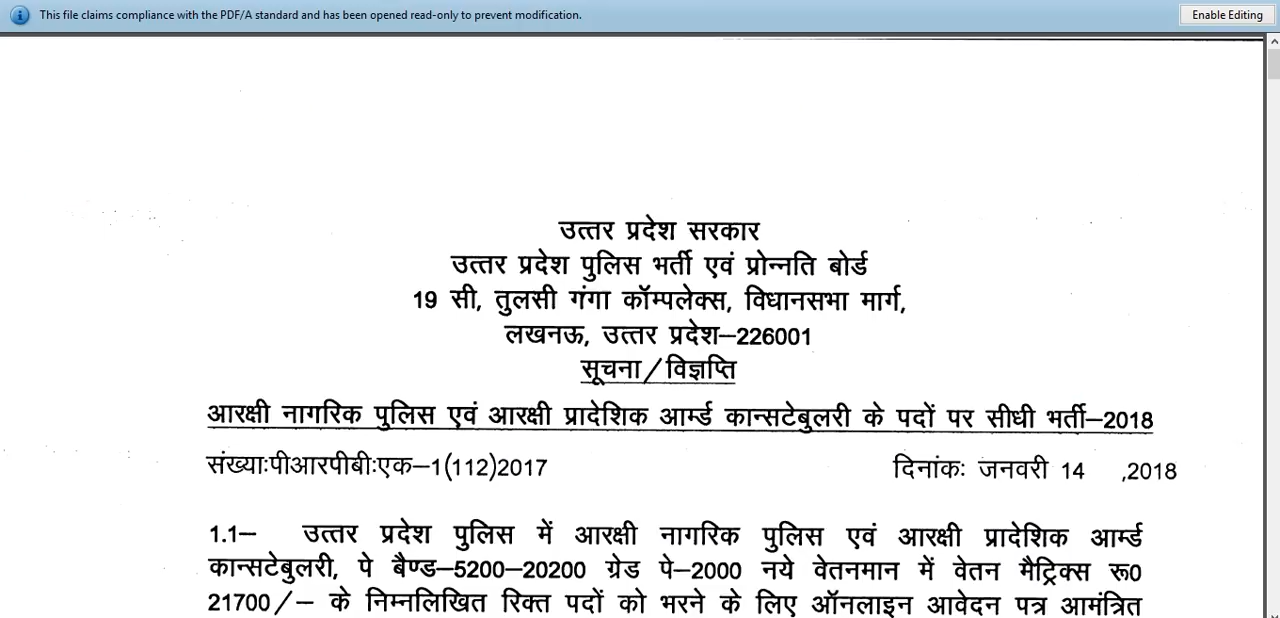 This file claims compliance with the PDF/A standard and has been opened read-only to prevent modification.
Enable Editing
उत्तर प्रदेश सरकार
उत्तर प्रदेश पुलिस भर्ती एवं प्रोन्नति बोर्ड
19 सी, तुलसी गंगा कॉम्पलेक्स, विधानसभा मार्ग,
लखनऊ, उत्तर प्रदेश–226001
सूचना/विज्ञप्ति
आरक्षी नागरिक पुलिस एवं आरक्षी प्रादेशिक आर्म्ड कान्सटेबुलरी के पदों पर सीधी भर्ती–2018
संख्याःपीआरपीबीःएक–1(112)2017 दिनांकः जनवरी 14 ,2018
1.1– उत्तर प्रदेश पुलिस में आरक्षी नागरिक पुलिस एवं आरक्षी प्रादेशिक आर्म्ड
कान्सटेबुलरी, पे बैण्ड–5200–20200 ग्रेड पे–2000 नये वेतनमान में वेतन मैट्रिक्स रू0
21700/– के निम्नलिखित रिक्त पदों को भरने के लिए ऑनलाइन आवेदन पत्र आमंत्रित